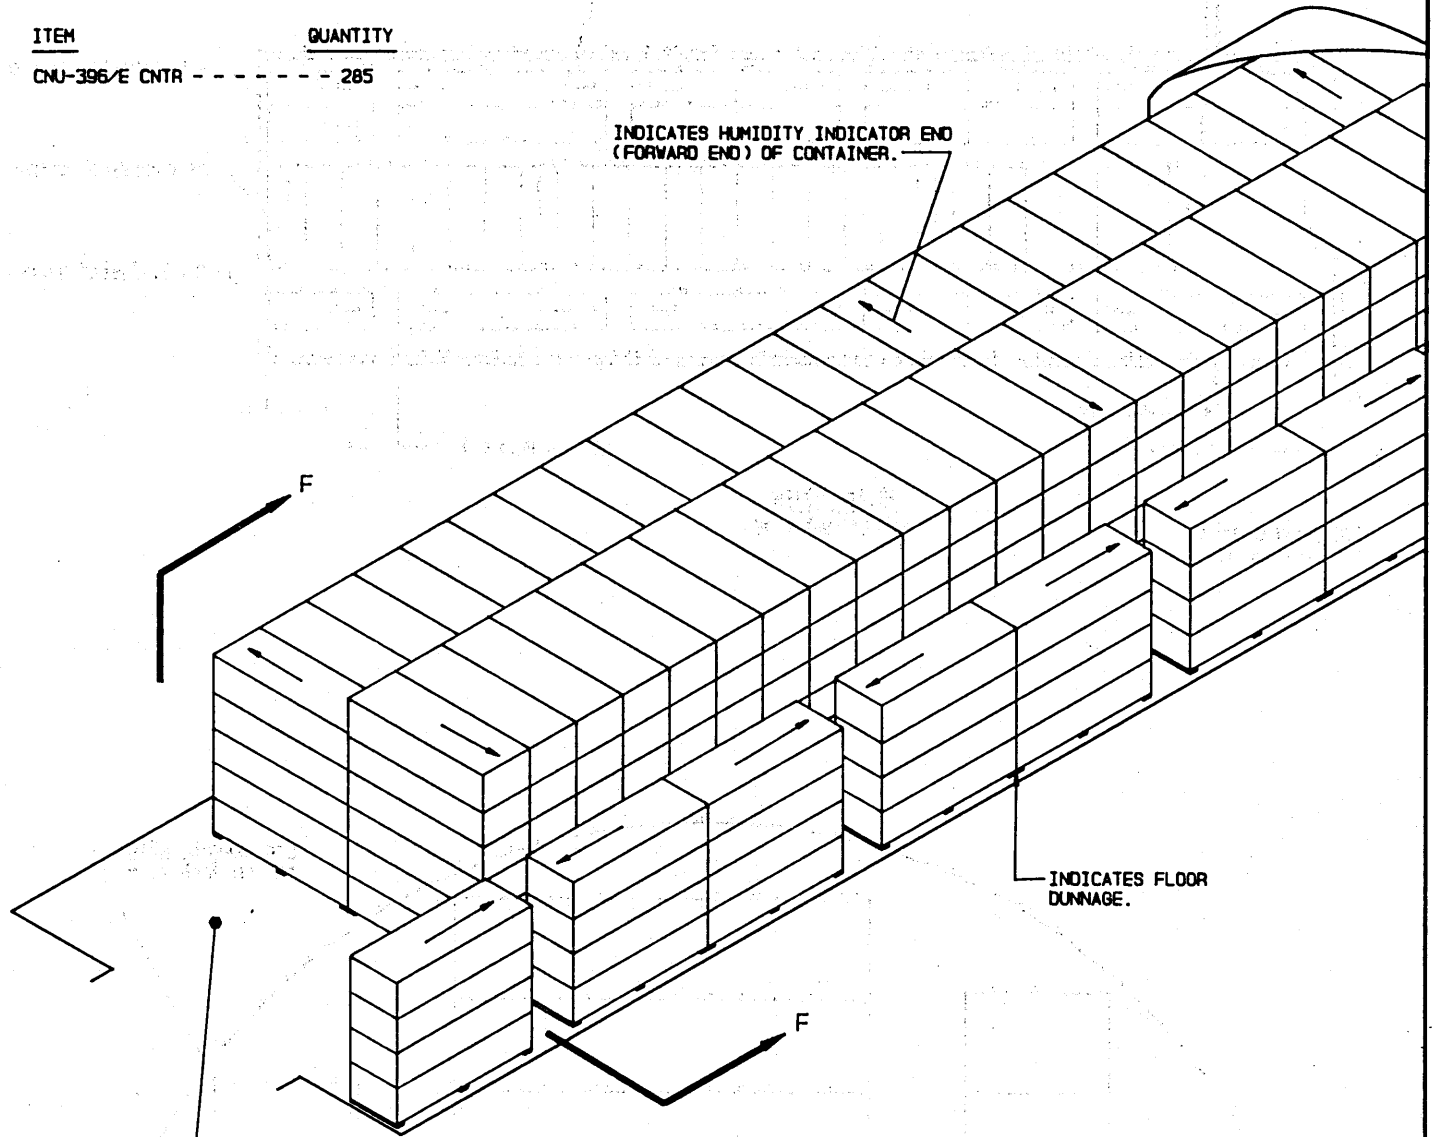 ITEM QUANTITY
CNU-396/E CNTR - - - - - - - 285
INDICATES HUMIDITY INDICATOR END
(FORWARD END) OF CONTAINER.
F
INDICATES FLOOR
DUNNAGE.
F